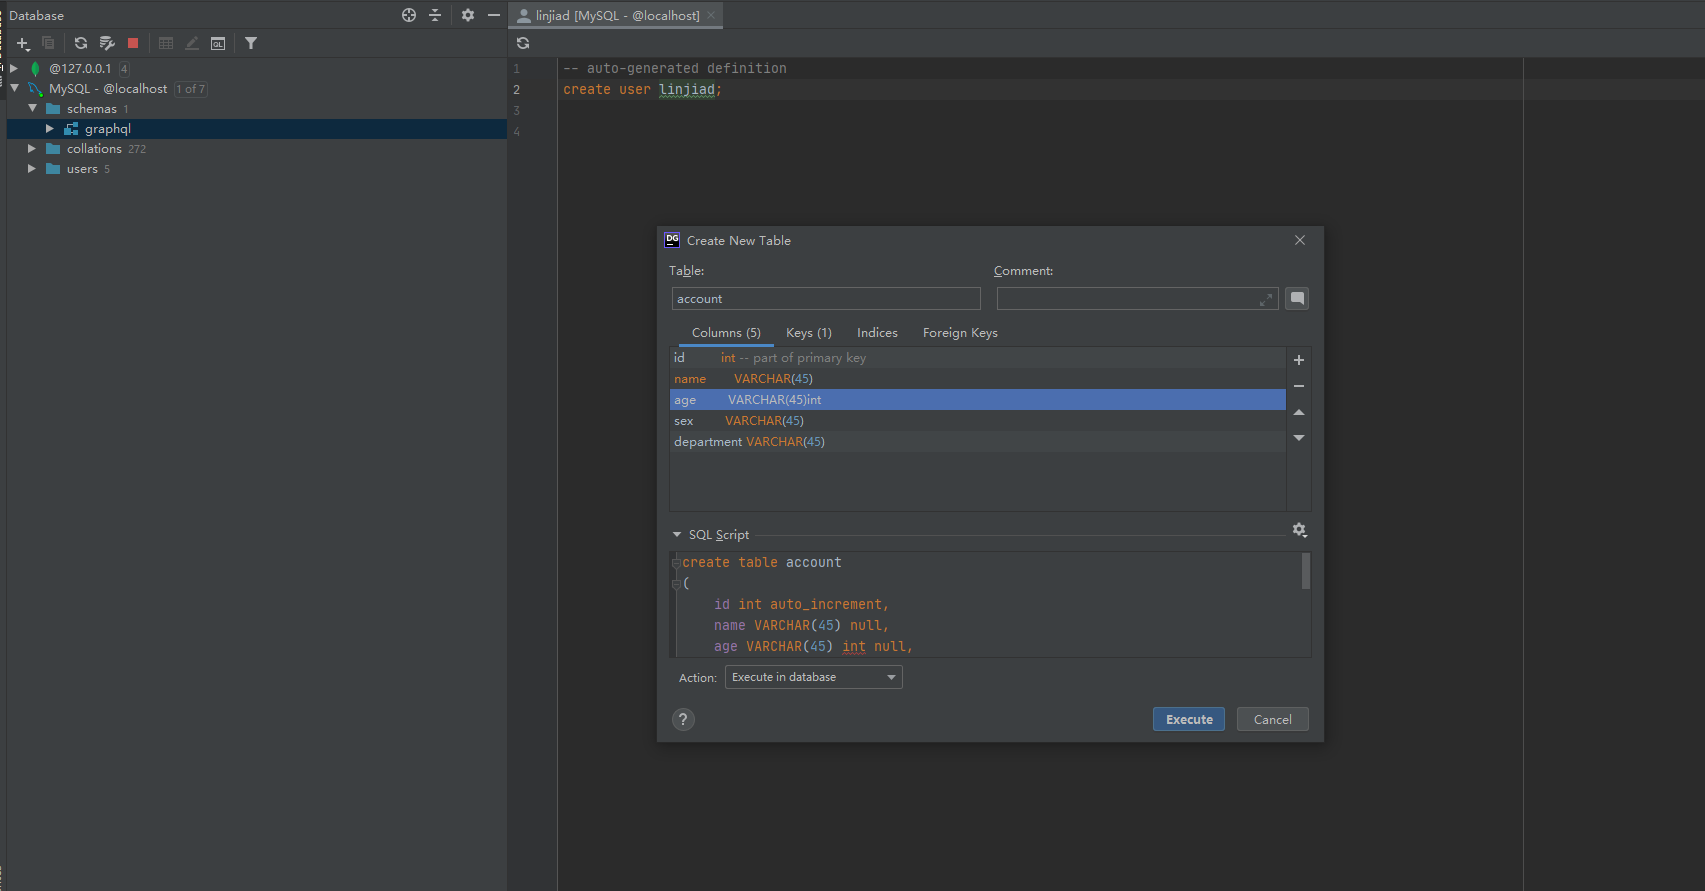 Database
linjiad [MySQL - @localhost]
@127.0.0.1 4
MySQL - @localhost 1 of 7
schemas 1
graphql
collations 272
users 5
1 -- auto-generated definition
2 create user linjiad;
3
4
DG Create New Table
Table: Comment:
account
Columns (5) Keys (1) Indices Foreign Keys
id int -- part of primary key
name VARCHAR(45)
age VARCHAR(45)int
sex VARCHAR(45)
department VARCHAR(45)
SQL Script
create table account
(
id int auto_increment,
name VARCHAR(45) null,
age VARCHAR(45) int null,
Action: Execute in database
? Execute Cancel